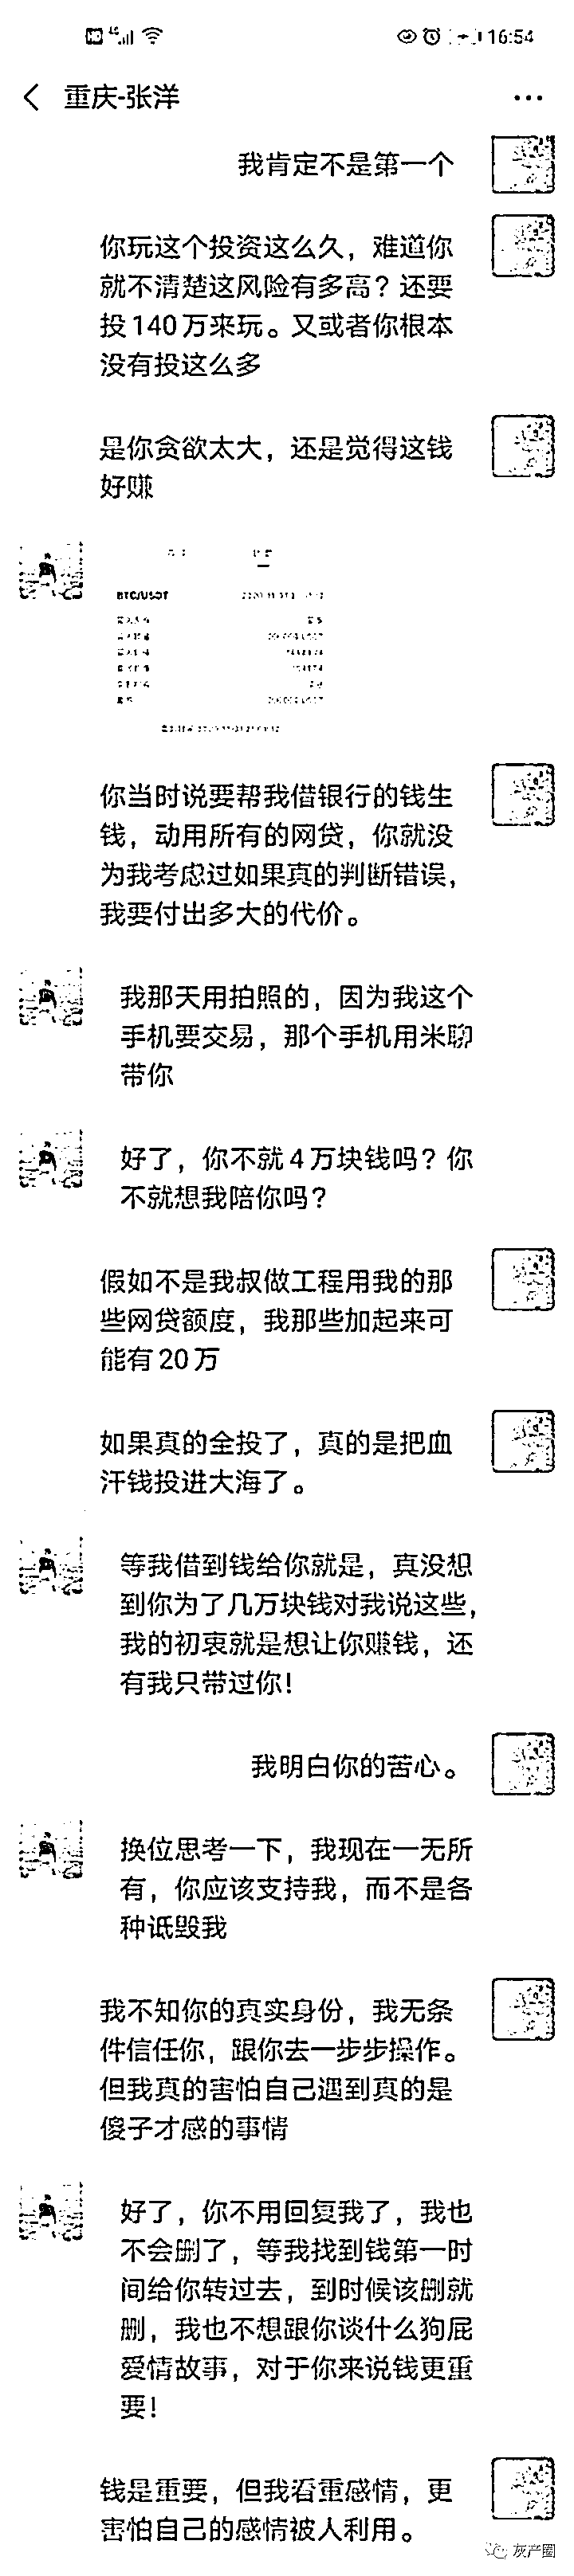 HD 4G 16:54
重庆-张洋
我肯定不是第一个
你玩这个投资这么久，难道你
就不清楚这风险有多高？还要
投140万来玩。又或者你根本
没有投这么多
是你贪欲太大，还是觉得这钱
好赚
BTC/USDT
你当时说要帮我借银行的钱生
钱，动用所有的网贷，你就没
为我考虑过如果真的判断错误，
我要付出多大的代价。
我那天用拍照的，因为我这个
手机要交易，那个手机用米聊
带你
好了，你不就4万块钱吗？你
不就想我陪你吗？
假如不是我叔做工程用我的那
些网贷额度，我那些加起来可
能有20万
如果真的全投了，真的是把血
汗钱投进大海了。
等我借到钱给你就是，真没想
到你为了几万块钱对我说这些，
我的初衷就是想让你赚钱，还
有我只带过你！
我明白你的苦心。
换位思考一下，我现在一无所
有，你应该支持我，而不是各
种诋毁我
我不知你的真实身份，我无条
件信任你，跟你去一步步操作。
但我真的害怕自己遇到真的是
傻子才感的事情
好了，你不用回复我了，我也
不会删了，等我找到钱第一时
间给你转过去，到时候该删就
删，我也不想跟你谈什么狗屁
爱情故事，对于你来说钱更重
要！
钱是重要，但我看重感情，更
害怕自己的感情被人利用。
灰产圈